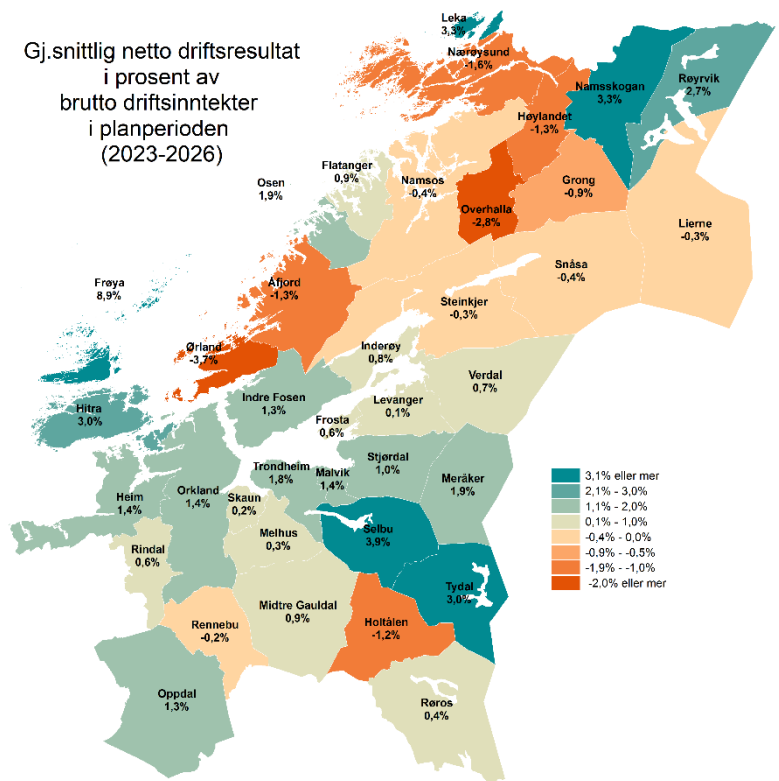 Gj.snittlig netto driftsresultat
i prosent av
brutto driftsinntekter
i planperioden
(2023-2026)
Leka
3,3%
Nærøysund
-1,6%
Namsskogan
3,3%
Røyrvik
2,7%
Høylandet
-1,3%
Flatanger
0,9%
Osen
1,9%
Namsos
-0,4%
Grong
-0,9%
Overhalla
-2,8%
Lierne
-0,3%
Snåsa
-0,4%
Frøya
8,9%
Åfjord
-1,3%
Steinkjer
-0,3%
Ørland
-3,7%
Inderøy
0,8%
Verdal
0,7%
Indre Fosen
1,3%
Levanger
0,1%
Hitra
3,0%
Frosta
0,6%
Stjørdal
1,0%
Trondheim
1,8%
Malvik
1,4%
Meråker
1,9%
Heim
1,4%
Orkland
1,4%
Skaun
0,2%
Selbu
3,9%
Melhus
0,3%
Rindal
0,6%
Tydal
3,0%
Midtre Gauldal
0,9%
Holtålen
-1,2%
Rennebu
-0,2%
Oppdal
1,3%
Røros
0,4%
3,1% eller mer
2,1% - 3,0%
1,1% - 2,0%
0,1% - 1,0%
-0,4% - 0,0%
-0,9% - -0,5%
-1,9% - -1,0%
-2,0% eller mer